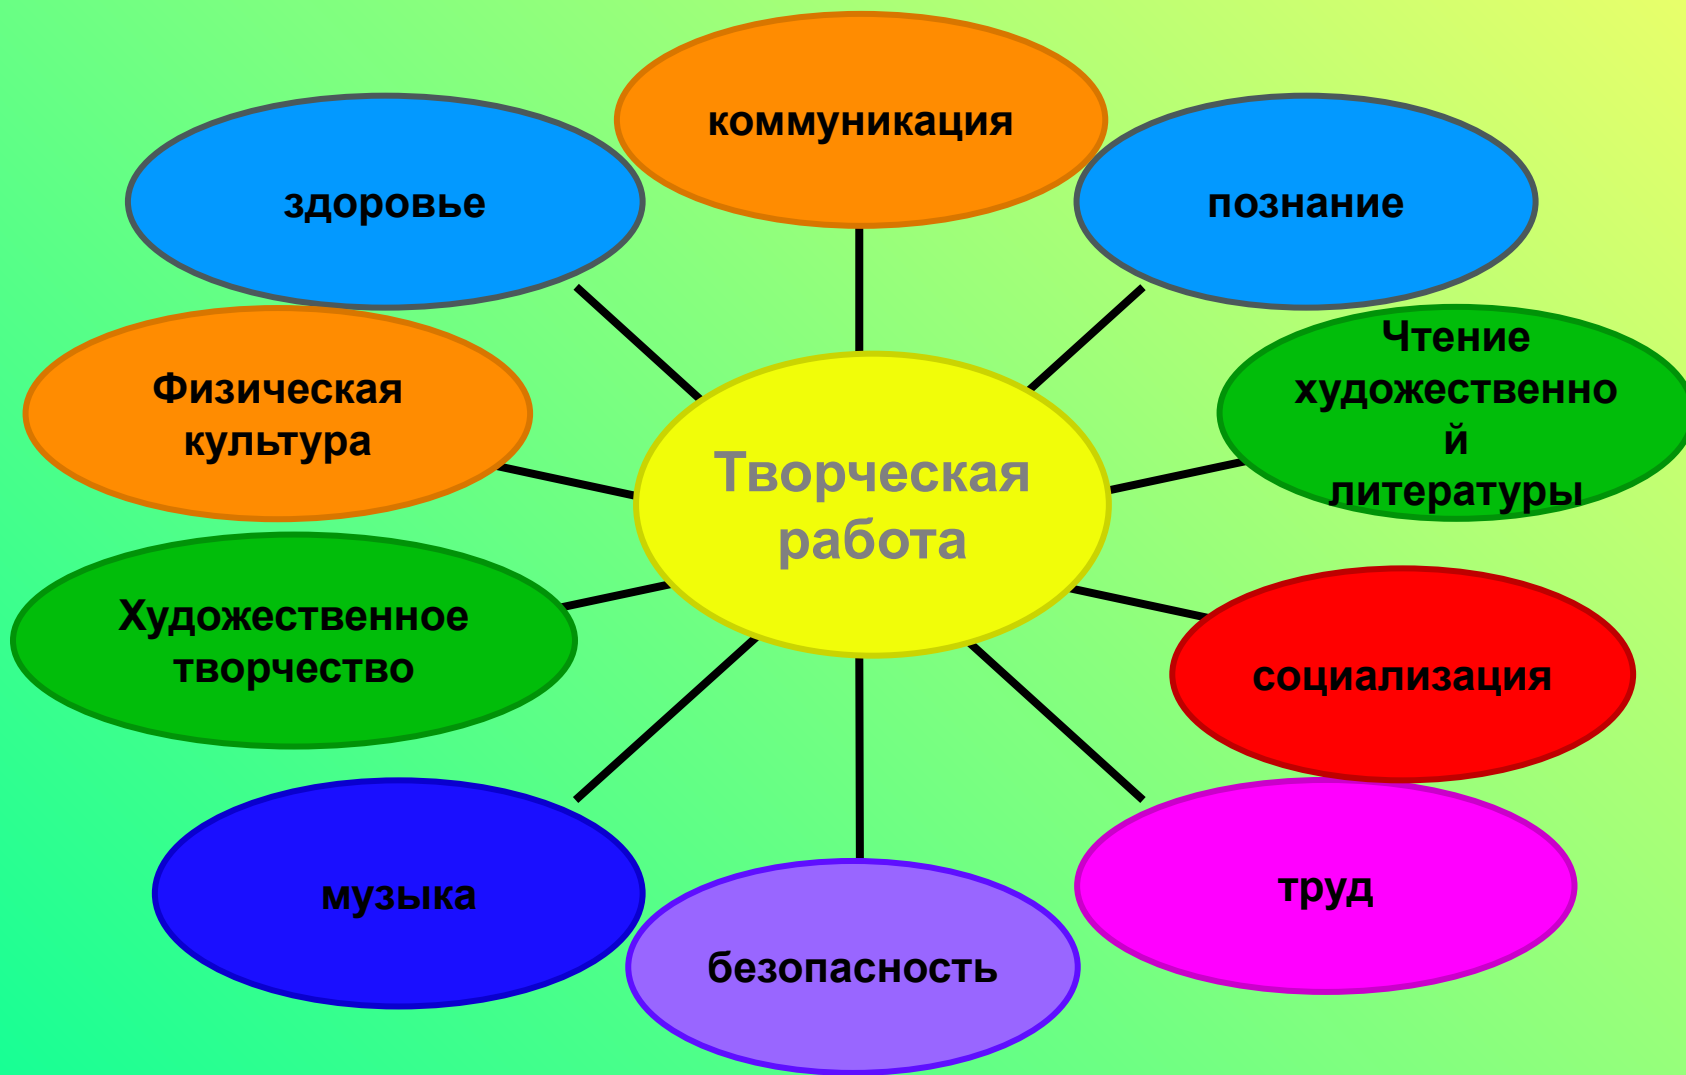 коммуникация
здоровье
познание
Чтение
художественно
й
литературы
Физическая
культура
Творческая
работа
Художественное
творчество
социализация
музыка
труд
безопасность